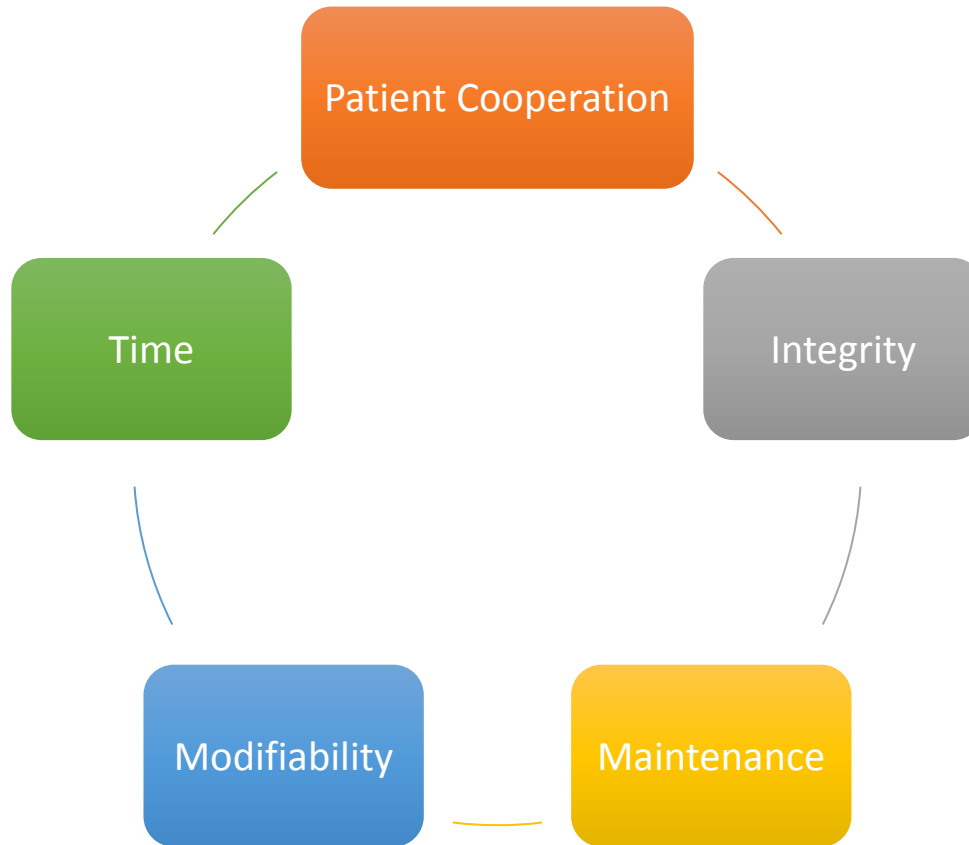 Patient Cooperation
Time
Integrity
Modifiability
Maintenance